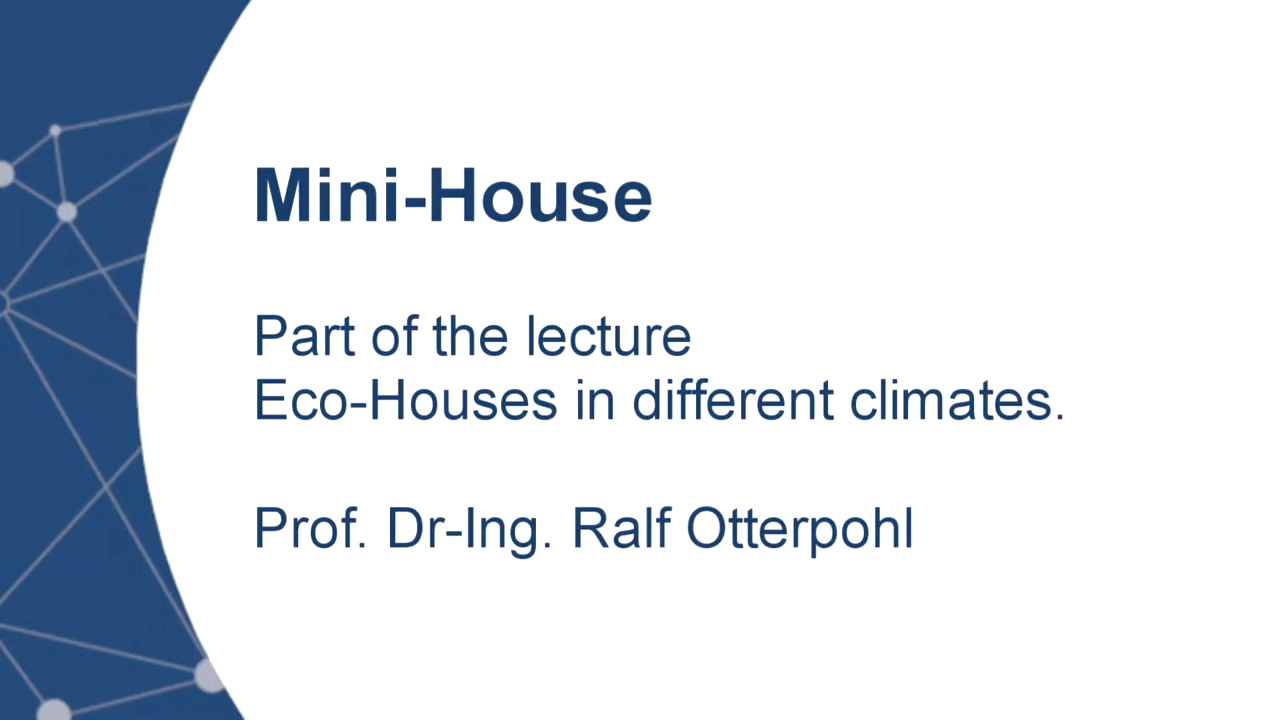 Mini-House
Part of the lecture
Eco-Houses in different climates.
Prof. Dr-Ing. Ralf Otterpohl